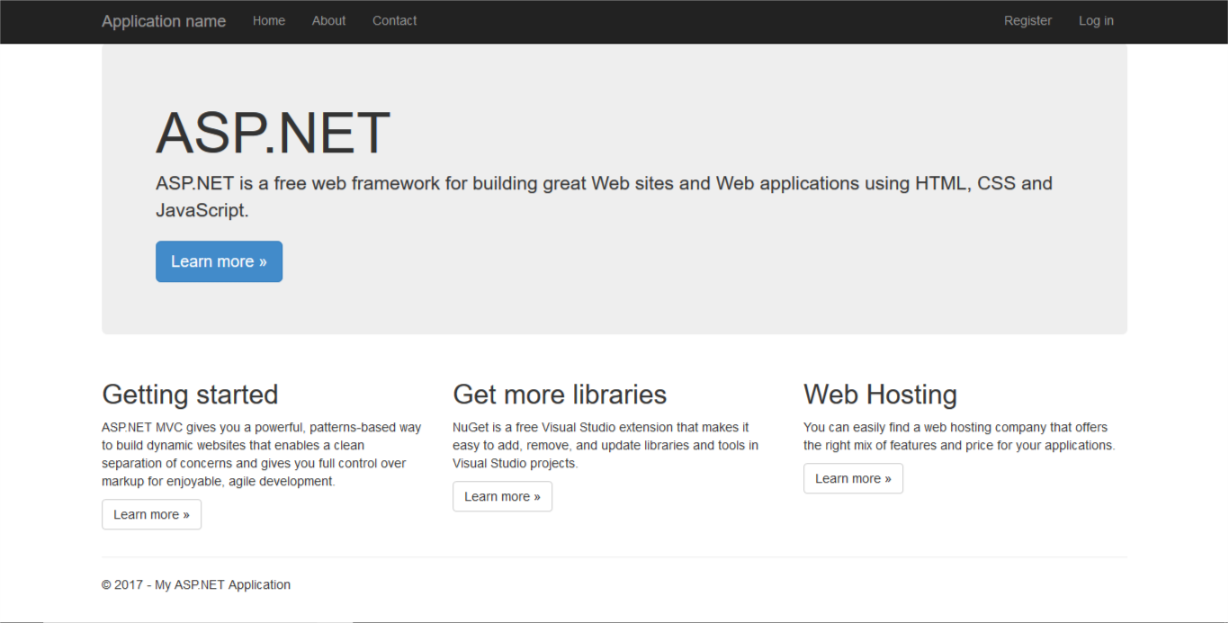 Application name Home About Contact Register Log in
ASP.NET
ASP.NET is a free web framework for building great Web sites and Web applications using HTML, CSS and
JavaScript.
Learn more »
Getting started
ASP.NET MVC gives you a powerful, patterns-based way
to build dynamic websites that enables a clean
separation of concerns and gives you full control over
markup for enjoyable, agile development.
Learn more »
Get more libraries
NuGet is a free Visual Studio extension that makes it
easy to add, remove, and update libraries and tools in
Visual Studio projects.
Learn more »
Web Hosting
You can easily find a web hosting company that offers
the right mix of features and price for your applications.
Learn more »
© 2017 - My ASP.NET Application